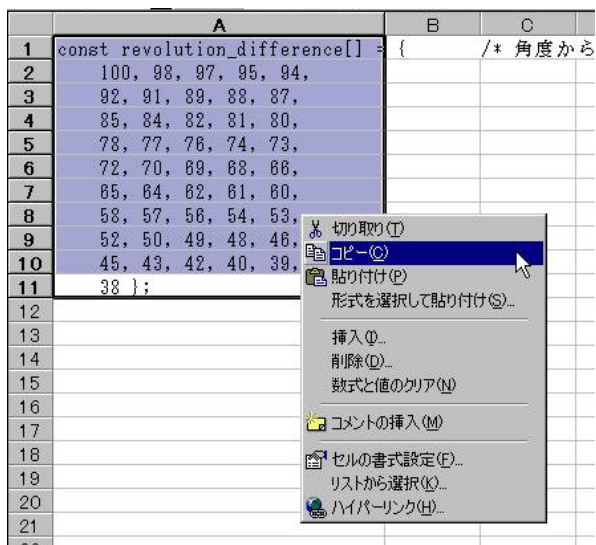 A B C
1 const revolution_difference[] = { /* 角度から
2 100, 98, 97, 95, 94,
3 92, 91, 89, 88, 87,
4 85, 84, 82, 81, 80,
5 78, 77, 76, 74, 73,
6 72, 70, 69, 68, 66,
7 65, 64, 62, 61, 60,
8 58, 57, 56, 54, 53,
9 52, 50, 49, 48, 46,
10 45, 43, 42, 40, 39,
11 38 };
12
13
14
15
16
17
18
19
20
21
切り取り(T)
コピー(C)
貼り付け(P)
形式を選択して貼り付け(S)...
挿入(I)...
削除(D)...
数式と値のクリア(N)
コメントの挿入(M)
セルの書式設定(F)...
リストから選択(K)...
ハイパーリンク(H)...